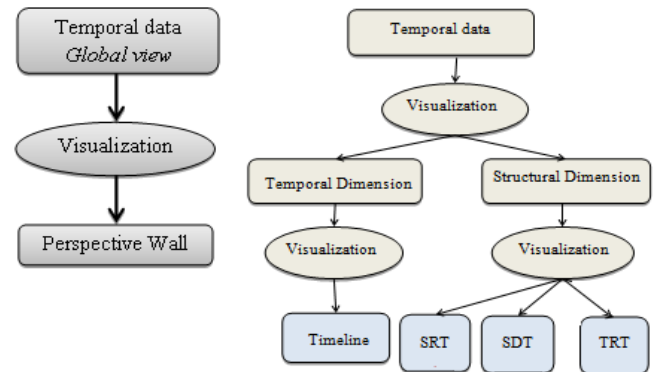 Temporal data
Global view
Visualization
Perspective Wall
Temporal data
Visualization
Temporal Dimension
Structural Dimension
Visualization
Visualization
Timeline
SRT
SDT
TRT